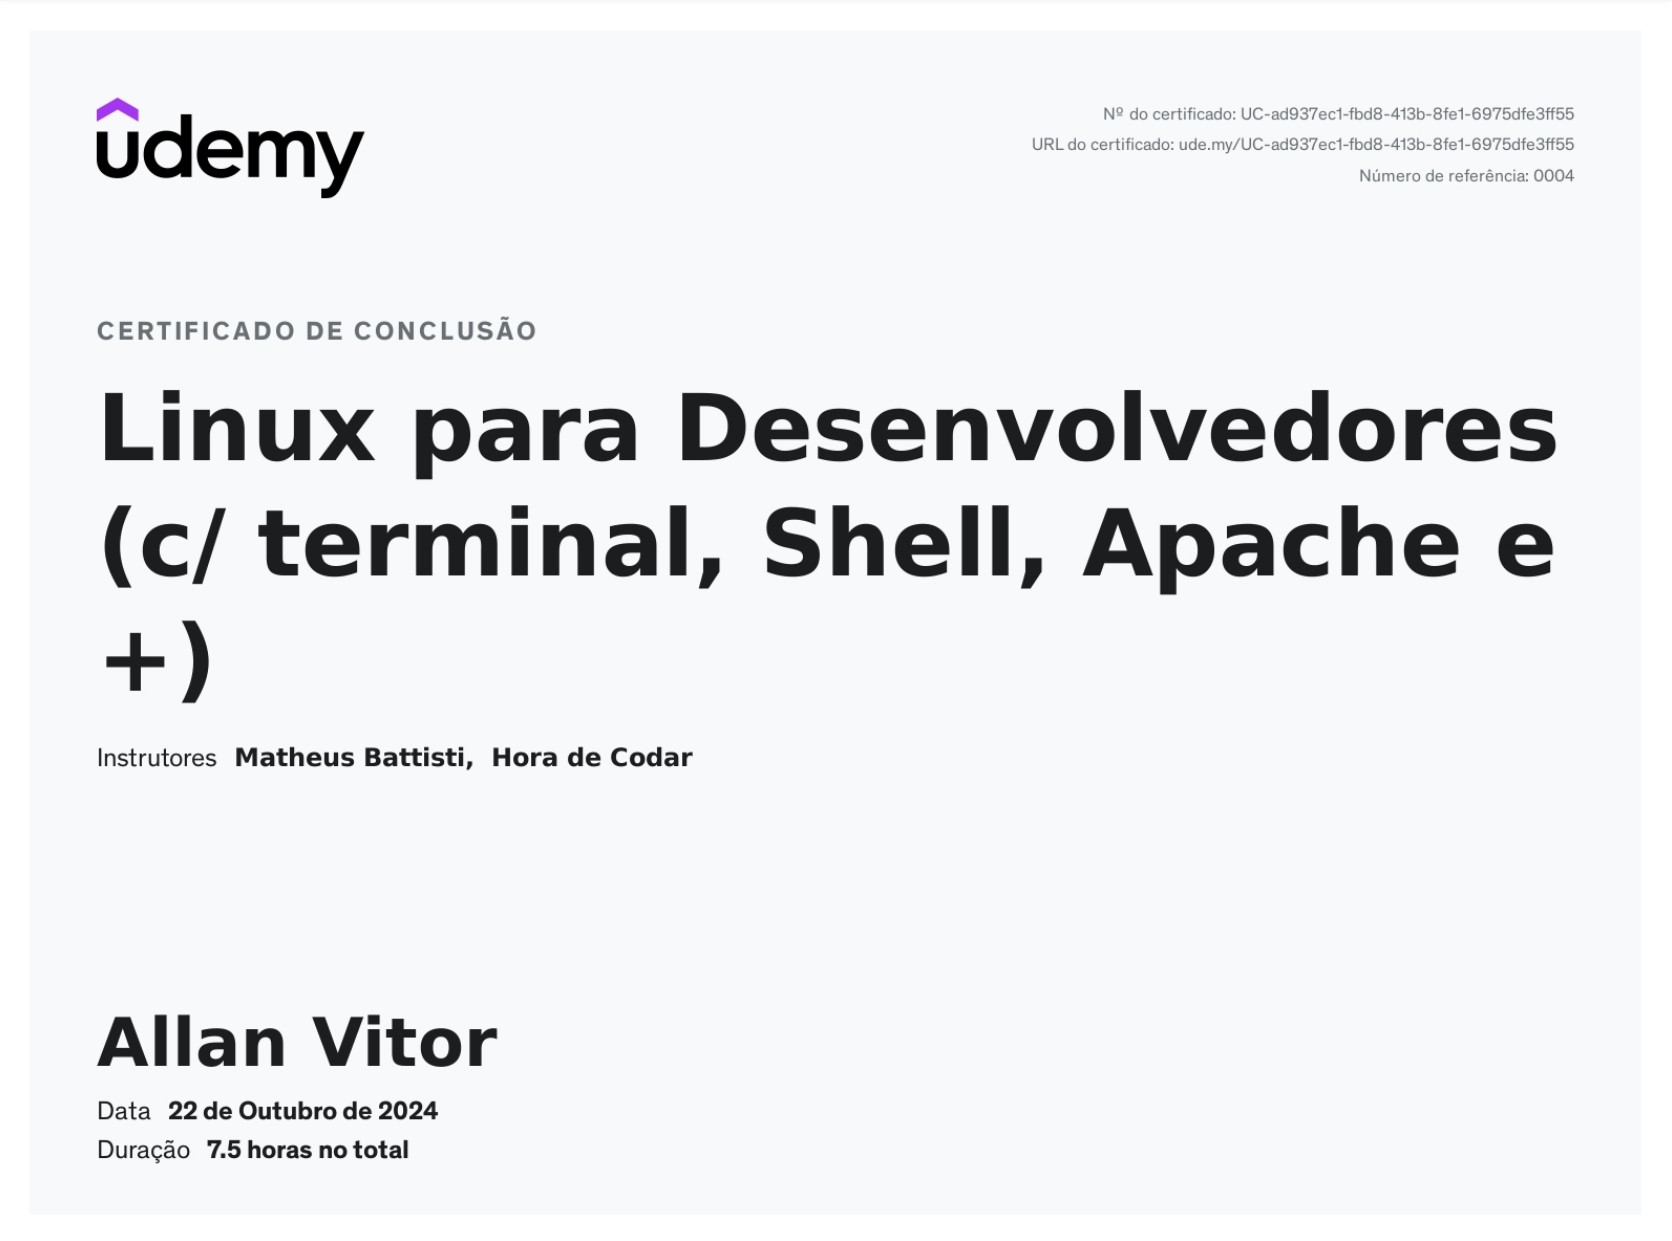 udemy
Nº do certificado: UC-ad937ec1-fbd8-413b-8fe1-6975dfe3ff55
URL do certificado: ude.my/UC-ad937ec1-fbd8-413b-8fe1-6975dfe3ff55
Número de referência: 0004
CERTIFICADO DE CONCLUSÃO
Linux para Desenvolvedores
(c/ terminal, Shell, Apache e
+)
Instrutores Matheus Battisti, Hora de Codar
Allan Vitor
Data 22 de Outubro de 2024
Duração 7.5 horas no total